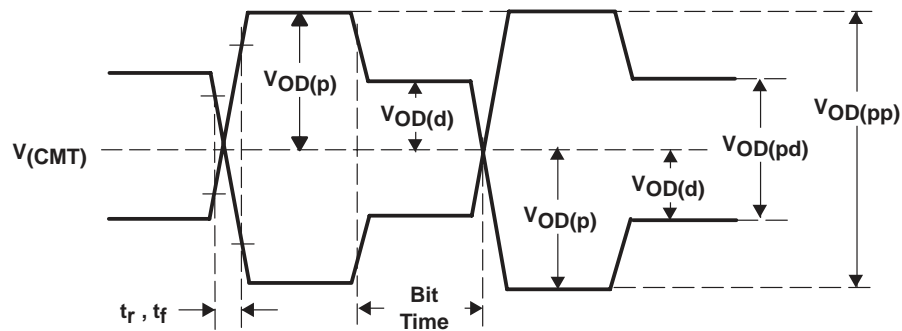 VOD(p)
VOD(d)
V(CMT)
VOD(p)
VOD(d)
VOD(pd)
VOD(pp)
tr , tf
Bit
Time